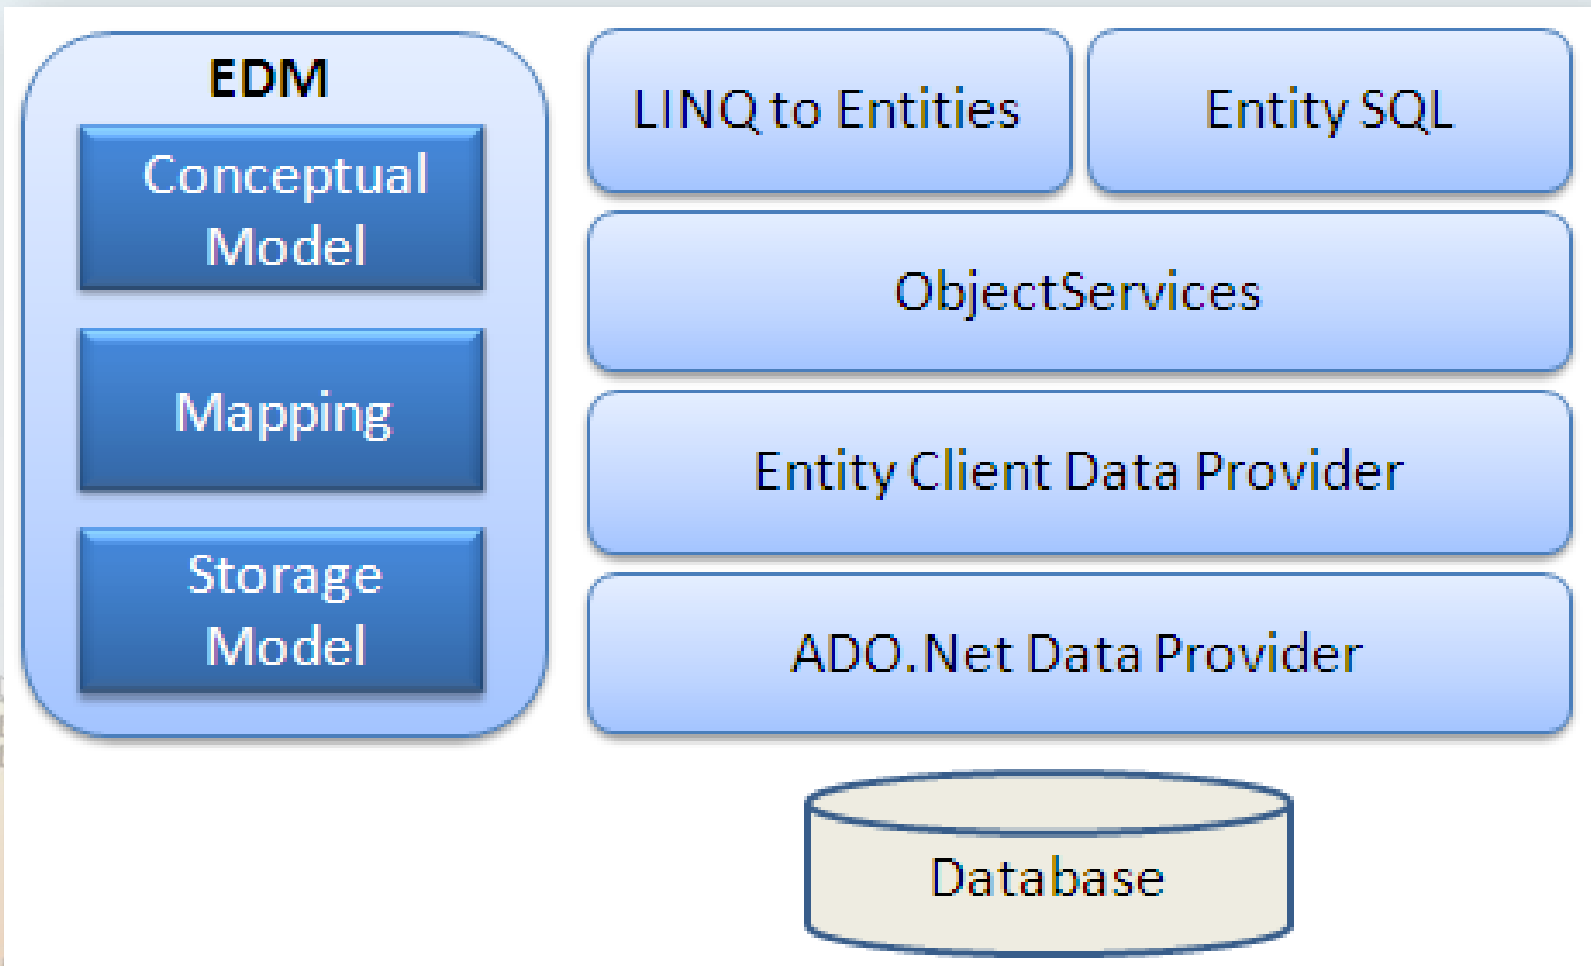 EDM
Conceptual
Model
Mapping
Storage
Model
LINQ to Entities
Entity SQL
ObjectServices
Entity Client Data Provider
ADO.Net Data Provider
Database